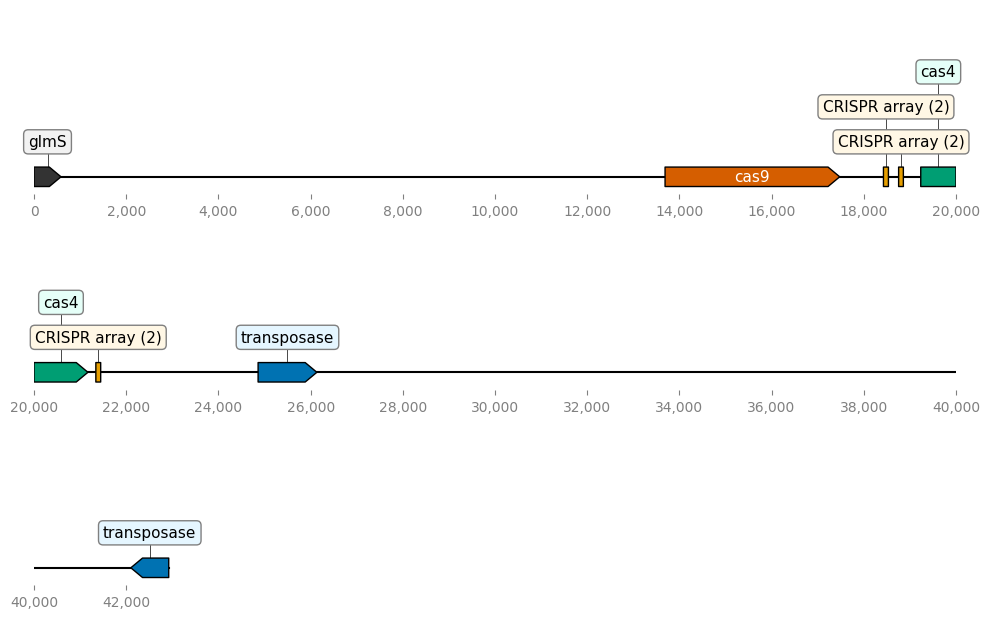 cas4
CRISPR array (2)
glmS
CRISPR array (2)
cas9
0 2,000 4,000 6,000 8,000 10,000 12,000 14,000 16,000 18,000 20,000
cas4
CRISPR array (2)
transposase
20,000 22,000 24,000 26,000 28,000 30,000 32,000 34,000 36,000 38,000 40,000
transposase
40,000 42,000